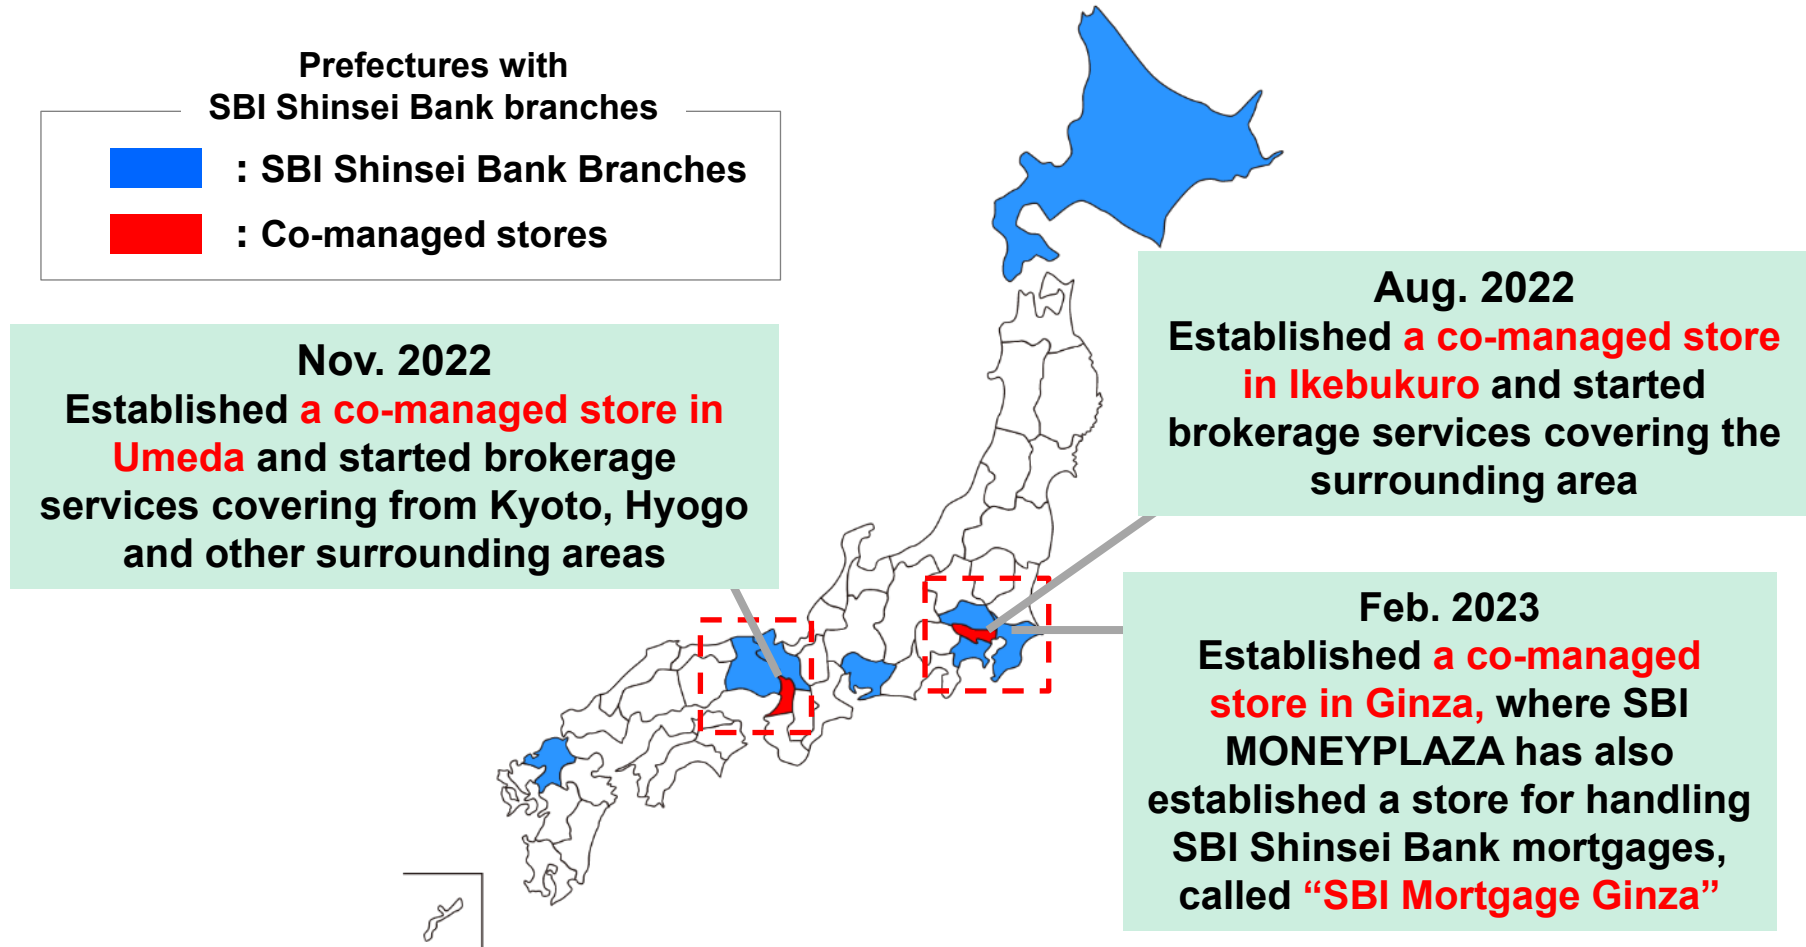 Prefectures with
SBI Shinsei Bank branches
: SBI Shinsei Bank Branches
: Co-managed stores
Nov. 2022
Established a co-managed store in
Umeda and started brokerage
services covering from Kyoto, Hyogo
and other surrounding areas
Aug. 2022
Established a co-managed store
in Ikebukuro and started
brokerage services covering the
surrounding area
Feb. 2023
Established a co-managed
store in Ginza, where SBI
MONEYPLAZA has also
established a store for handling
SBI Shinsei Bank mortgages,
called “SBI Mortgage Ginza”